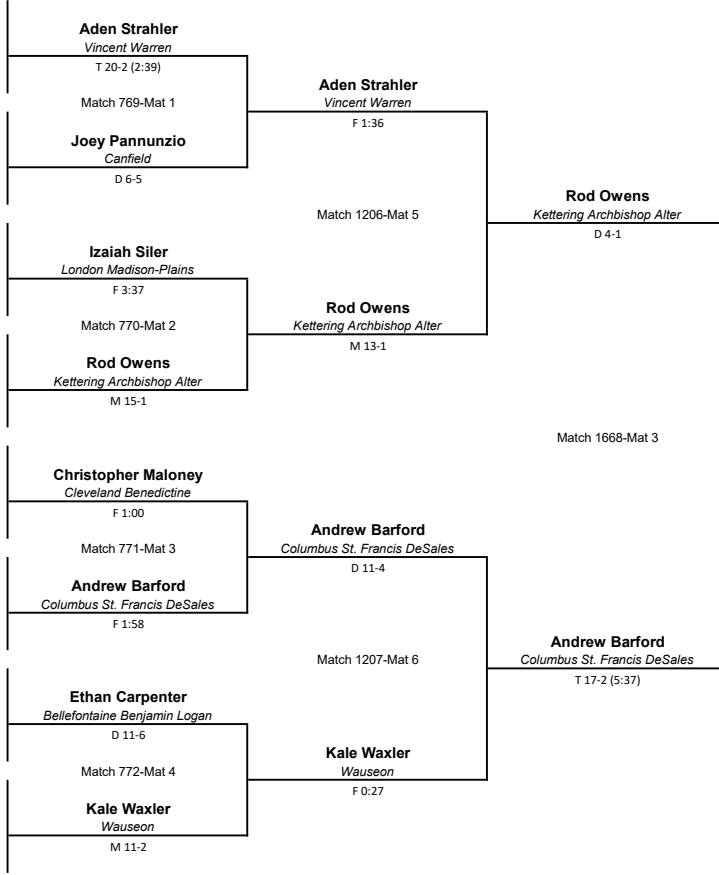 Aden Strahler
Vincent Warren
T 20-2 (2:39)
Match 769-Mat 1
Joey Pannunzio
Canfield
D 6-5
Izaiah Siler
London Madison-Plains
F 3:37
Match 770-Mat 2
Rod Owens
Kettering Archbishop Alter
M 15-1
Christopher Maloney
Cleveland Benedictine
F 1:00
Match 771-Mat 3
Andrew Barford
Columbus St. Francis DeSales
F 1:58
Ethan Carpenter
Bellefontaine Benjamin Logan
D 11-6
Match 772-Mat 4
Kale Waxler
Wauseon
M 11-2
Aden Strahler
Vincent Warren
F 1:36
Match 1206-Mat 5
Rod Owens
Kettering Archbishop Alter
M 13-1
Andrew Barford
Columbus St. Francis DeSales
D 11-4
Match 1207-Mat 6
Kale Waxler
Wauseon
F 0:27
Rod Owens
Kettering Archbishop Alter
D 4-1
Match 1668-Mat 3
Andrew Barford
Columbus St. Francis DeSales
T 17-2 (5:37)